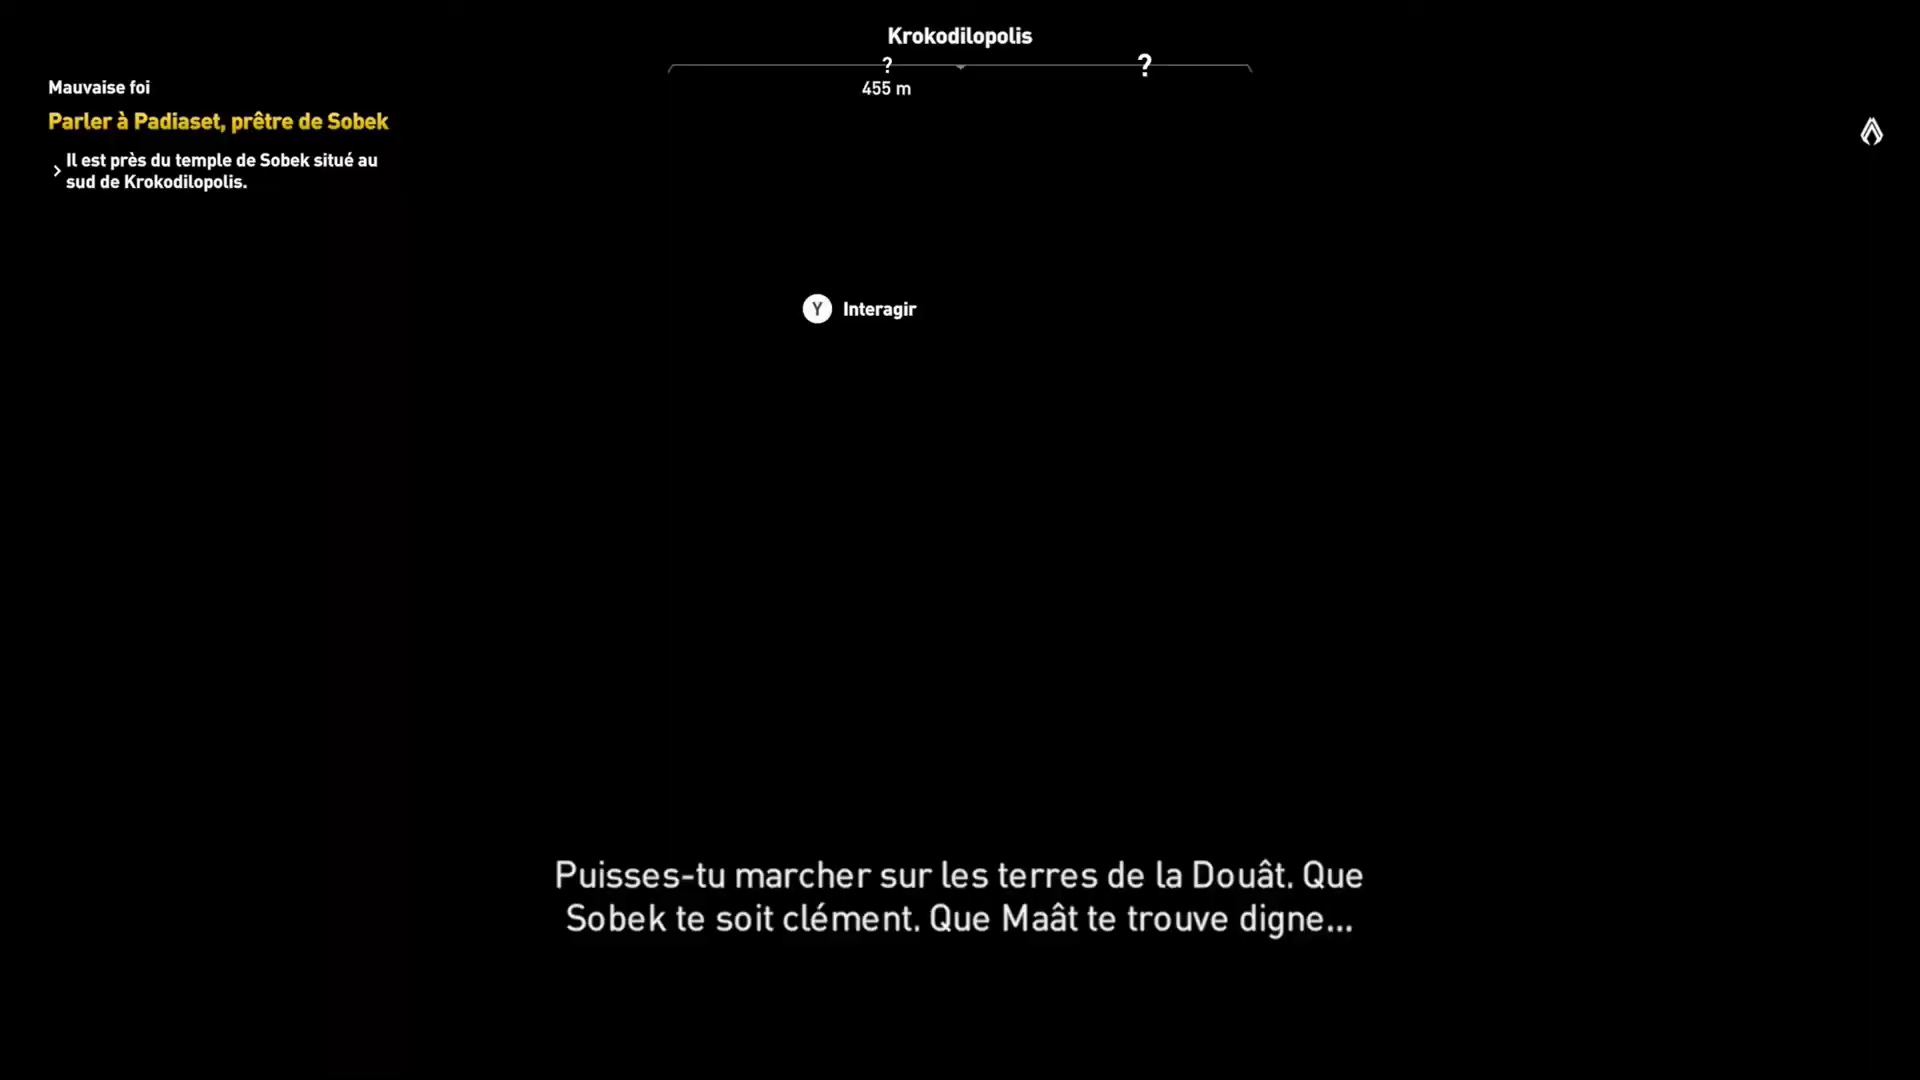 Krokodilopolis
?
?
455 m
Mauvaise foi
Parler à Padiaset, prêtre de Sobek
Il est près du temple de Sobek situé au
sud de Krokodilopolis.
Y Interagir
Puisses-tu marcher sur les terres de la Douât. Que
Sobek te soit clément. Que Maât te trouve digne...